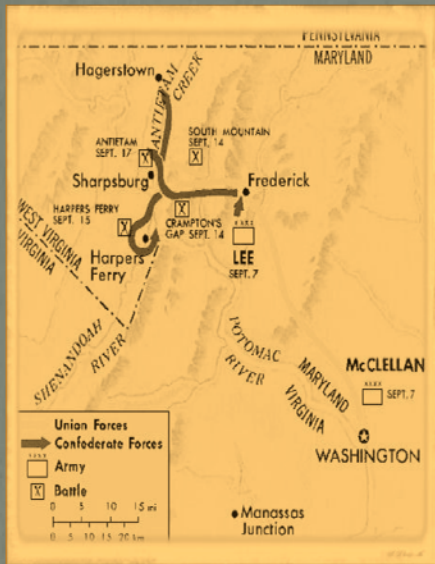 PENNSYLVANIA
MARYLAND
Hagerstown
ANTIETAM
CREEK
ANTIETAM
SEPT. 17
SOUTH MOUNTAIN
SEPT. 14
Sharpsburg
Frederick
HARPERS FERRY
SEPT. 15
CRAMPTON'S
GAP SEPT. 14
WEST VIRGINIA
VIRGINIA
Harpers
Ferry
XXXX
LEE
SEPT. 7
SHENANDOAH
RIVER
POTOMAC
RIVER
MARYLAND
VIRGINIA
McCLELLAN
XXXX
SEPT. 7
WASHINGTON
Union Forces
Confederate Forces
XXXX
Army
Battle
0 5 10 15 mi
0 5 10 15 20 km
Manassas
Junction